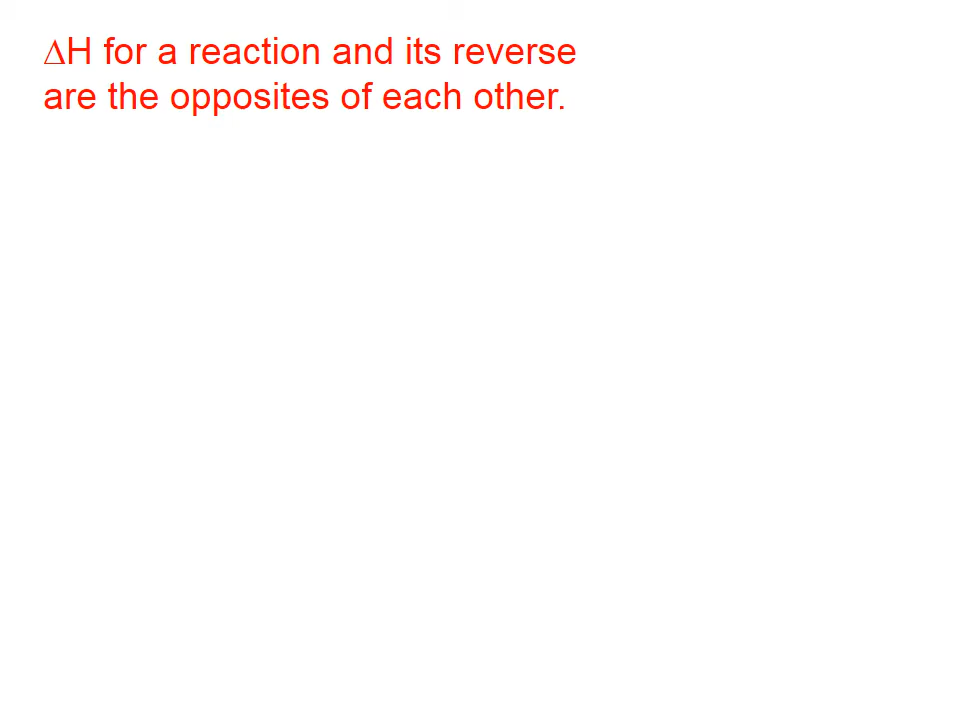 ∆H for a reaction and its reverse
are the opposites of each other.